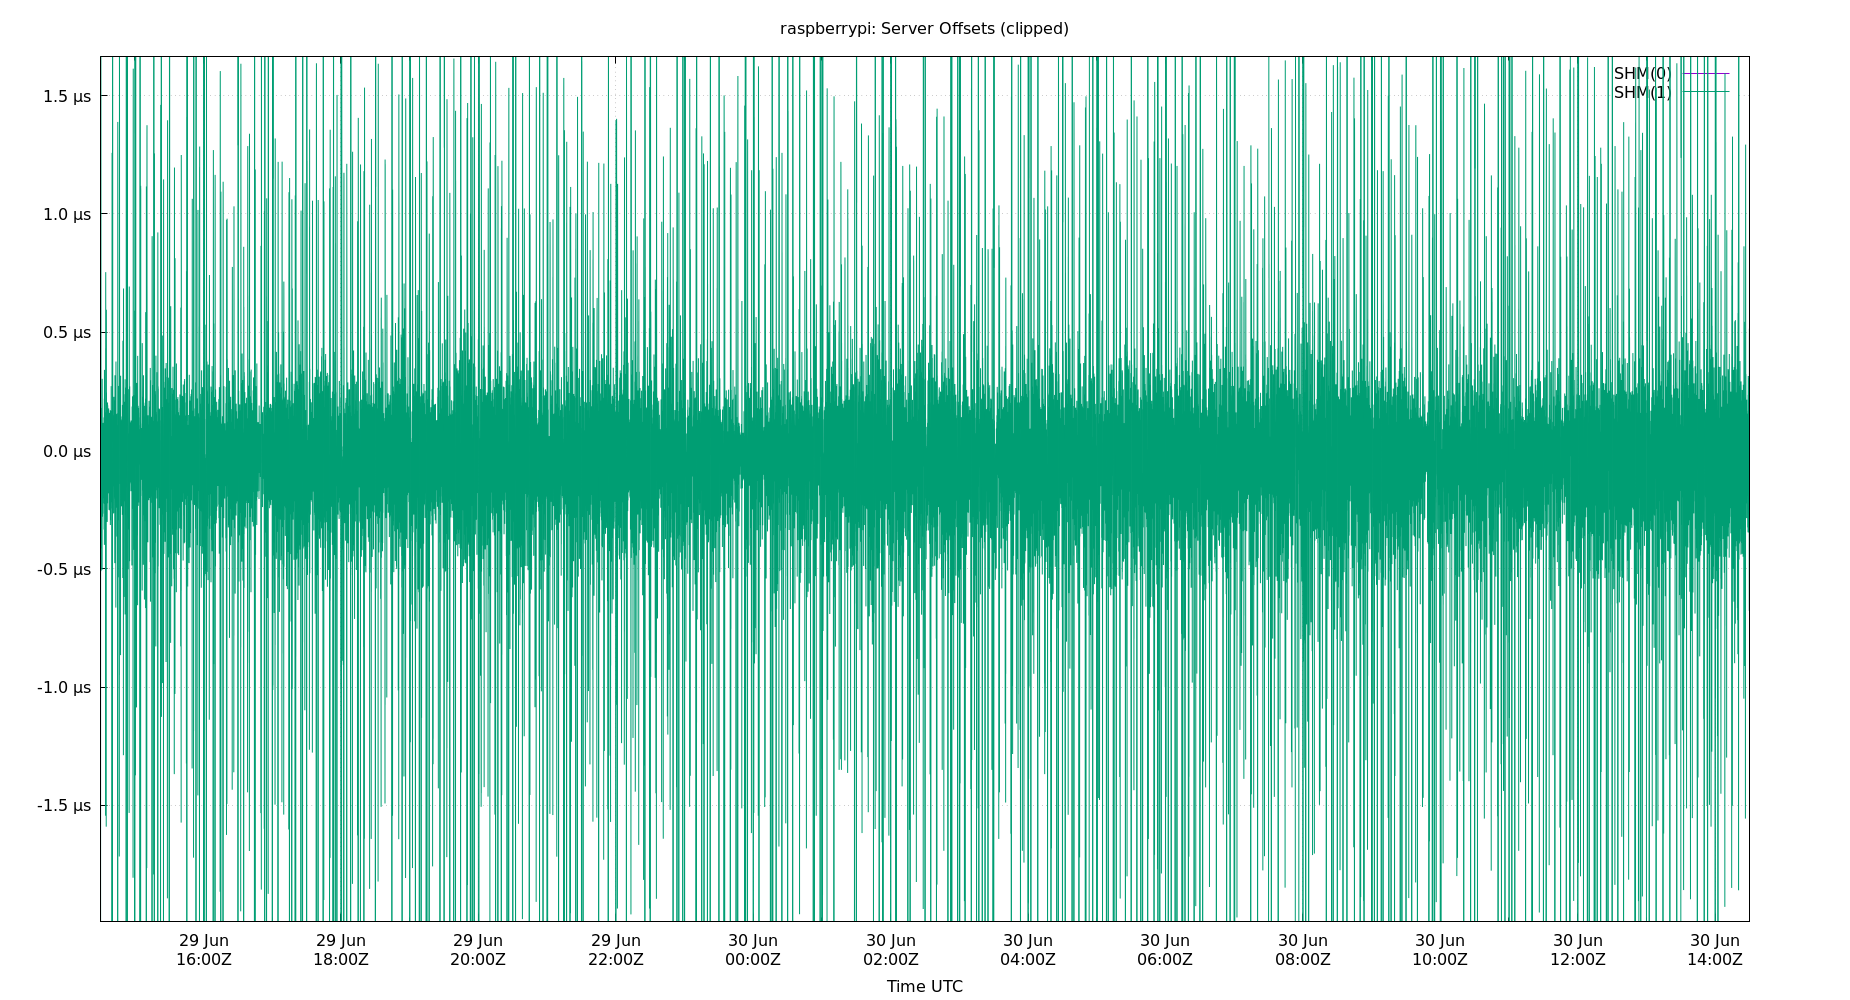 raspberrypi: Server Offsets (clipped)
SHM(0)
SHM(1)
1.5 µs
1.0 µs
0.5 µs
0.0 µs
-0.5 µs
-1.0 µs
-1.5 µs
29 Jun 29 Jun 29 Jun 29 Jun 30 Jun 30 Jun 30 Jun 30 Jun 30 Jun 30 Jun 30 Jun 30 Jun
16:00Z 18:00Z 20:00Z 22:00Z 00:00Z 02:00Z 04:00Z 06:00Z 08:00Z 10:00Z 12:00Z 14:00Z
Time UTC